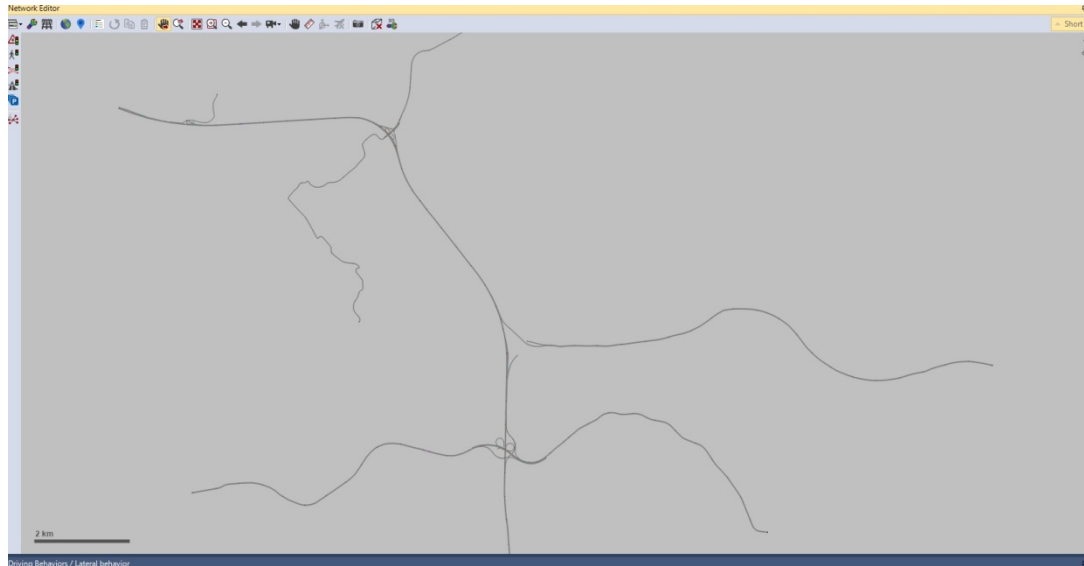 Network Editor
Short
P
2 km
Driving Behaviors / Lateral behavior